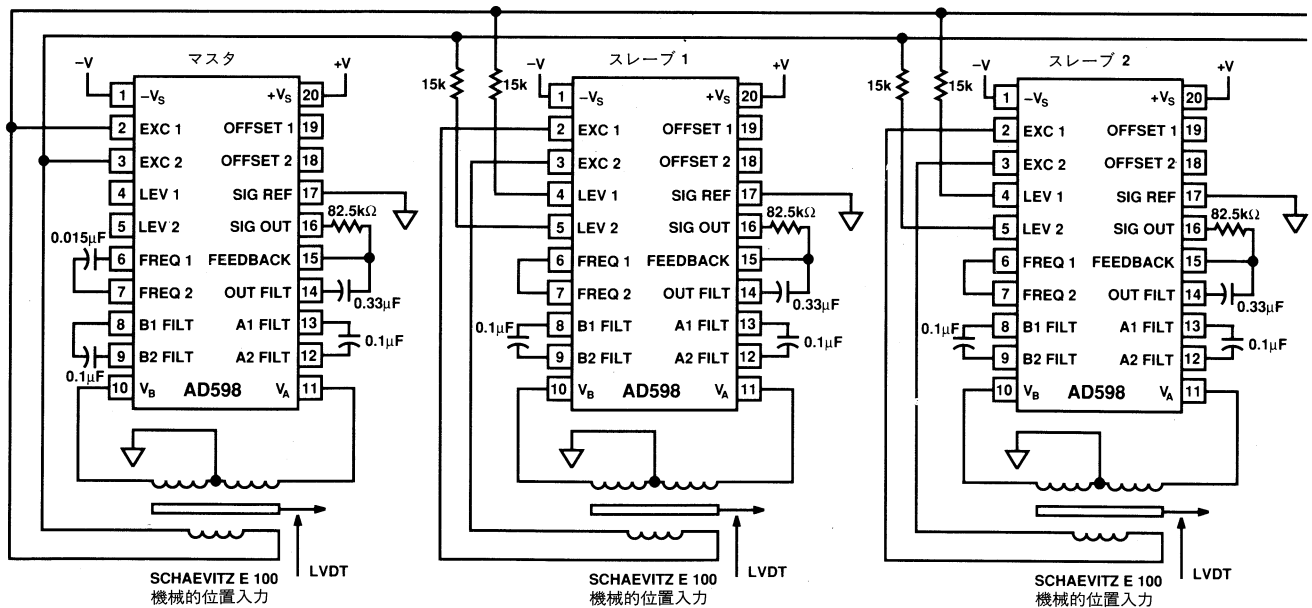 マスタ
−V
+V
1 −VS +VS 20
2 EXC 1 OFFSET 1 19
3 EXC 2 OFFSET 2 18
4 LEV 1 SIG REF 17
5 LEV 2 SIG OUT 16
6 FREQ 1 FEEDBACK 15
7 FREQ 2 OUT FILT 14
8 B1 FILT A1 FILT 13
9 B2 FILT A2 FILT 12
10 VB AD598 VA 11
82.5kΩ
0.015µF
0.33µF
0.1µF
0.1µF
SCHAEVITZ E 100
機械的位置入力
LVDT
スレーブ 1
15k
15k
−V
+V
1 −VS +VS 20
2 EXC 1 OFFSET 1 19
3 EXC 2 OFFSET 2 18
4 LEV 1 SIG REF 17
5 LEV 2 SIG OUT 16
6 FREQ 1 FEEDBACK 15
7 FREQ 2 OUT FILT 14
8 B1 FILT A1 FILT 13
9 B2 FILT A2 FILT 12
10 VB AD598 VA 11
82.5kΩ
0.33µF
0.1µF
0.1µF
SCHAEVITZ E 100
機械的位置入力
LVDT
スレーブ 2
15k
15k
−V
+V
1 −VS +VS 20
2 EXC 1 OFFSET 1 19
3 EXC 2 OFFSET 2 18
4 LEV 1 SIG REF 17
5 LEV 2 SIG OUT 16
6 FREQ 1 FEEDBACK 15
7 FREQ 2 OUT FILT 14
8 B1 FILT A1 FILT 13
9 B2 FILT A2 FILT 12
10 VB AD598 VA 11
82.5kΩ
0.33µF
0.1µF
0.1µF
SCHAEVITZ E 100
機械的位置入力
LVDT